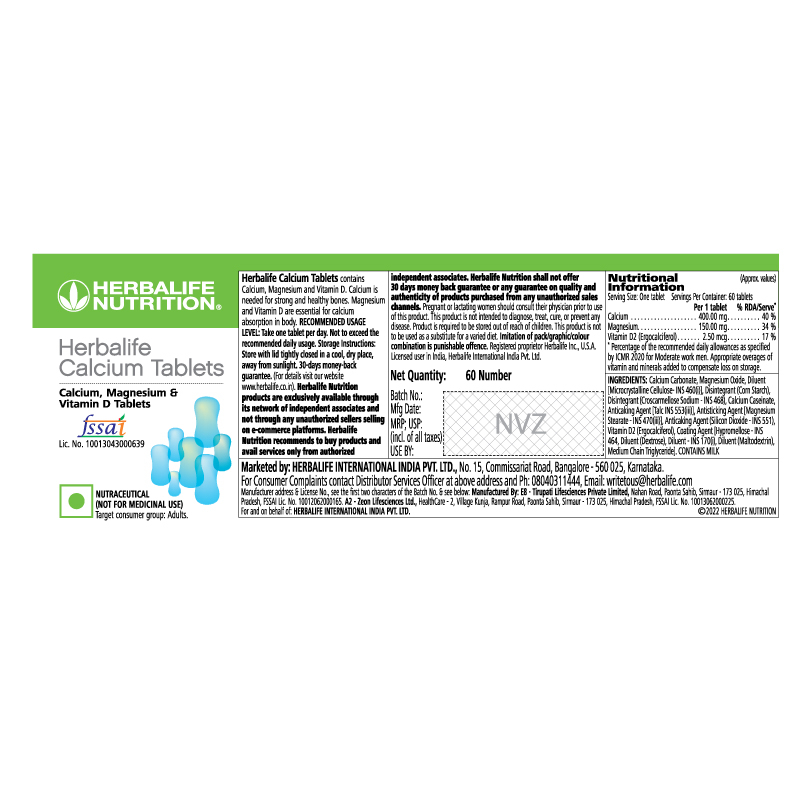 HERBALIFE
NUTRITION®
Herbalife
Calcium Tablets
Calcium, Magnesium &
Vitamin D Tablets
fssai
Lic. No. 10013043000639
NUTRACEUTICAL
(NOT FOR MEDICINAL USE)
Target consumer group: Adults.
Herbalife Calcium Tablets contains
Calcium, Magnesium and Vitamin D. Calcium is
needed for strong and healthy bones. Magnesium
and Vitamin D are essential for calcium
absorption in body. RECOMMENDED USAGE
LEVEL: Take one tablet per day. Not to exceed the
recommended daily usage. Storage Instructions:
Store with lid tightly closed in a cool, dry place,
away from sunlight. 30-days money-back
guarantee. (For details visit our website
www.herbalife.co.in). Herbalife Nutrition
products are exclusively available through
its network of independent associates and
not through any unauthorized sellers selling
on e-commerce platforms. Herbalife
Nutrition recommends to buy products and
avail services only from authorized
independent associates. Herbalife Nutrition shall not offer
30 days money back guarantee or any guarantee on quality and
authenticity of products purchased from any unauthorized sales
channels. Pregnant or lactating women should consult their physician prior to use
of this product. This product is not intended to diagnose, treat, cure, or prevent any
disease. Product is required to be stored out of reach of children. This product is not
to be used as a substitute for a varied diet. Imitation of pack/graphic/colour
combination is punishable offence. Registered proprietor Herbalife Inc., U.S.A.
Licensed user in India, Herbalife International India Pvt. Ltd.
Net Quantity: 60 Number
Batch No.:
Mfg Date:
MRP; USP:
(incl. of all taxes)
USE BY:
NVZ
Nutritional (Approx. values)
Information
Serving Size: One tablet Servings Per Container: 60 tablets
Per 1 tablet % RDA/Serve*
Calcium ........................ 400.00 mg.......... 40 %
Magnesium...................... 150.00 mg.......... 34 %
Vitamin D2 (Ergocalciferol)........ 2.50 mcg.......... 17 %
* Percentage of the recommended daily allowances as specified
by ICMR 2020 for Moderate work men. Appropriate overages of
vitamin and minerals added to compensate loss on storage.
INGREDIENTS: Calcium Carbonate, Magnesium Oxide, Diluent
[Microcrystalline Cellulose- INS 460(i)], Disintegrant (Corn Starch),
Disintegrant (Croscarmellose Sodium - INS 468), Calcium Caseinate,
Anticaking Agent [Talc INS 553(iii)], Antisticking Agent [Magnesium
Stearate - INS 470(iii)], Anticaking Agent (Silicon Dioxide - INS 551),
Vitamin D2 (Ergocalciferol), Coating Agent [Hypromellose - INS
464, Diluent (Dextrose), Diluent - INS 170(i), Diluent (Maltodextrin),
Medium Chain Triglyceride], CONTAINS MILK
Marketed by: HERBALIFE INTERNATIONAL INDIA PVT. LTD., No. 15, Commissariat Road, Bangalore - 560 025, Karnataka.
For Consumer Complaints contact Distributor Services Officer at above address and Ph: 08040311444, Email: writetous@herbalife.com
Manufacturer address & License No., see the first two characters of the Batch No. & see below: Manufactured By: EB - Tirupati Lifesciences Private Limited, Nahan Road, Paonta Sahib, Sirmaur - 173 025, Himachal
Pradesh, FSSAI Lic. No. 10012062000165. A2 - Zeon Lifesciences Ltd., HealthCare - 2, Village Kunja, Rampur Road, Paonta Sahib, Sirmour - 173 025, Himachal Pradesh, FSSAI Lic. No. 10013062000225.
For and on behalf of: HERBALIFE INTERNATIONAL INDIA PVT. LTD. ©2022 HERBALIFE NUTRITION